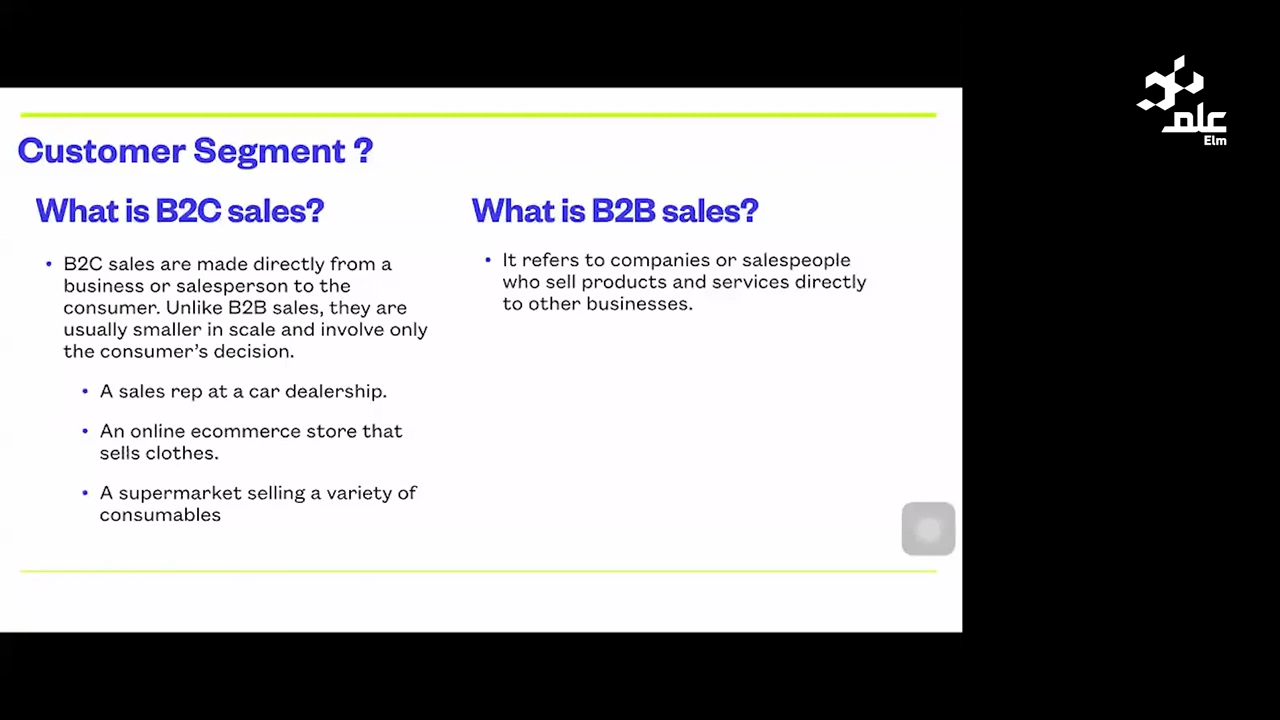 Customer Segment ?
What is B2C sales?
• B2C sales are made directly from a
business or salesperson to the
consumer. Unlike B2B sales, they are
usually smaller in scale and involve only
the consumer’s decision.
• A sales rep at a car dealership.
• An online ecommerce store that
sells clothes.
• A supermarket selling a variety of
consumables
What is B2B sales?
• It refers to companies or salespeople
who sell products and services directly
to other businesses.
علم
Elm